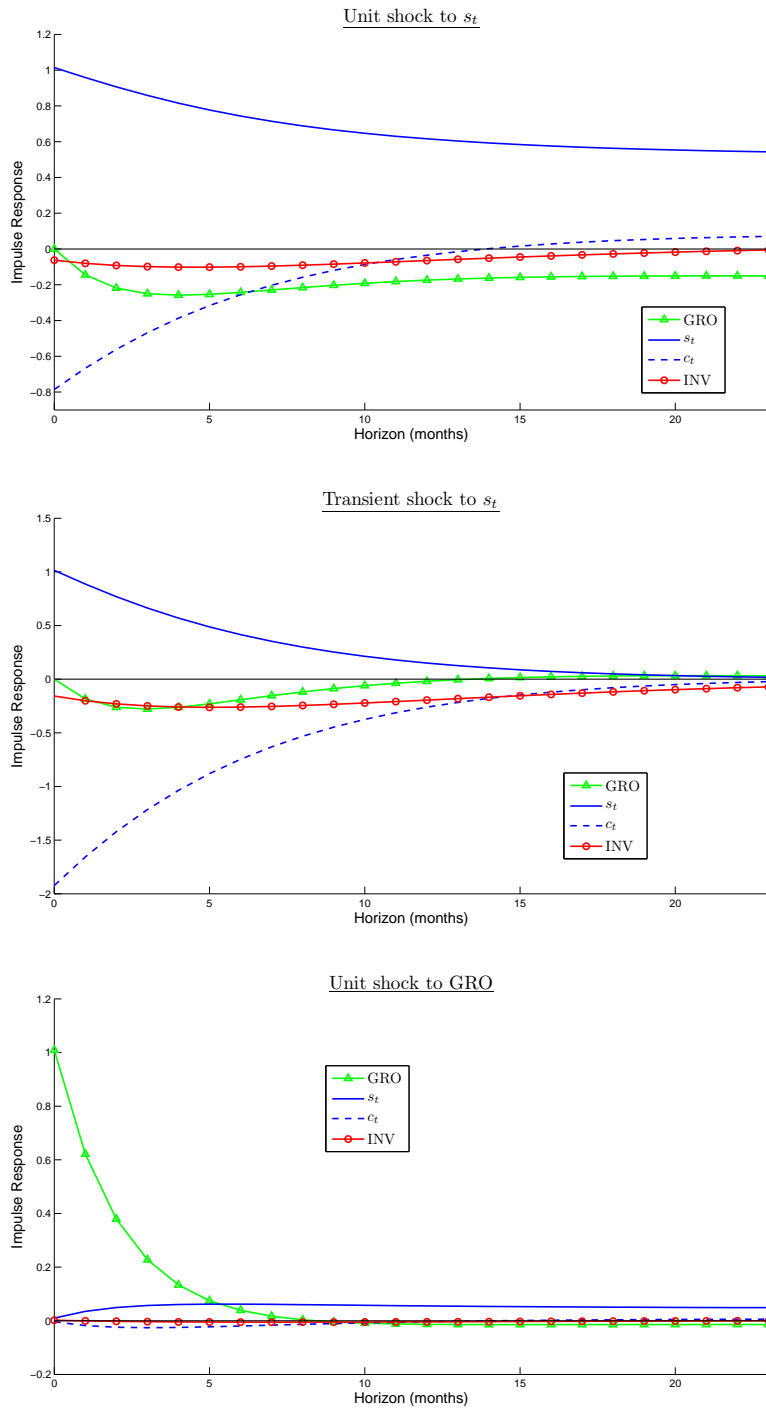 Unit shock to s_t
1.2
1
0.8
0.6
0.4
0.2
0
−0.2
−0.4
−0.6
−0.8
Impulse Response
GRO
s_t
c_t
INV
0 5 10 15 20
Horizon (months)
Transient shock to s_t
1.5
1
0.5
0
−0.5
−1
−1.5
−2
Impulse Response
GRO
s_t
c_t
INV
0 5 10 15 20
Horizon (months)
Unit shock to GRO
1.2
1
0.8
0.6
0.4
0.2
0
−0.2
Impulse Response
GRO
s_t
c_t
INV
0 5 10 15 20
Horizon (months)